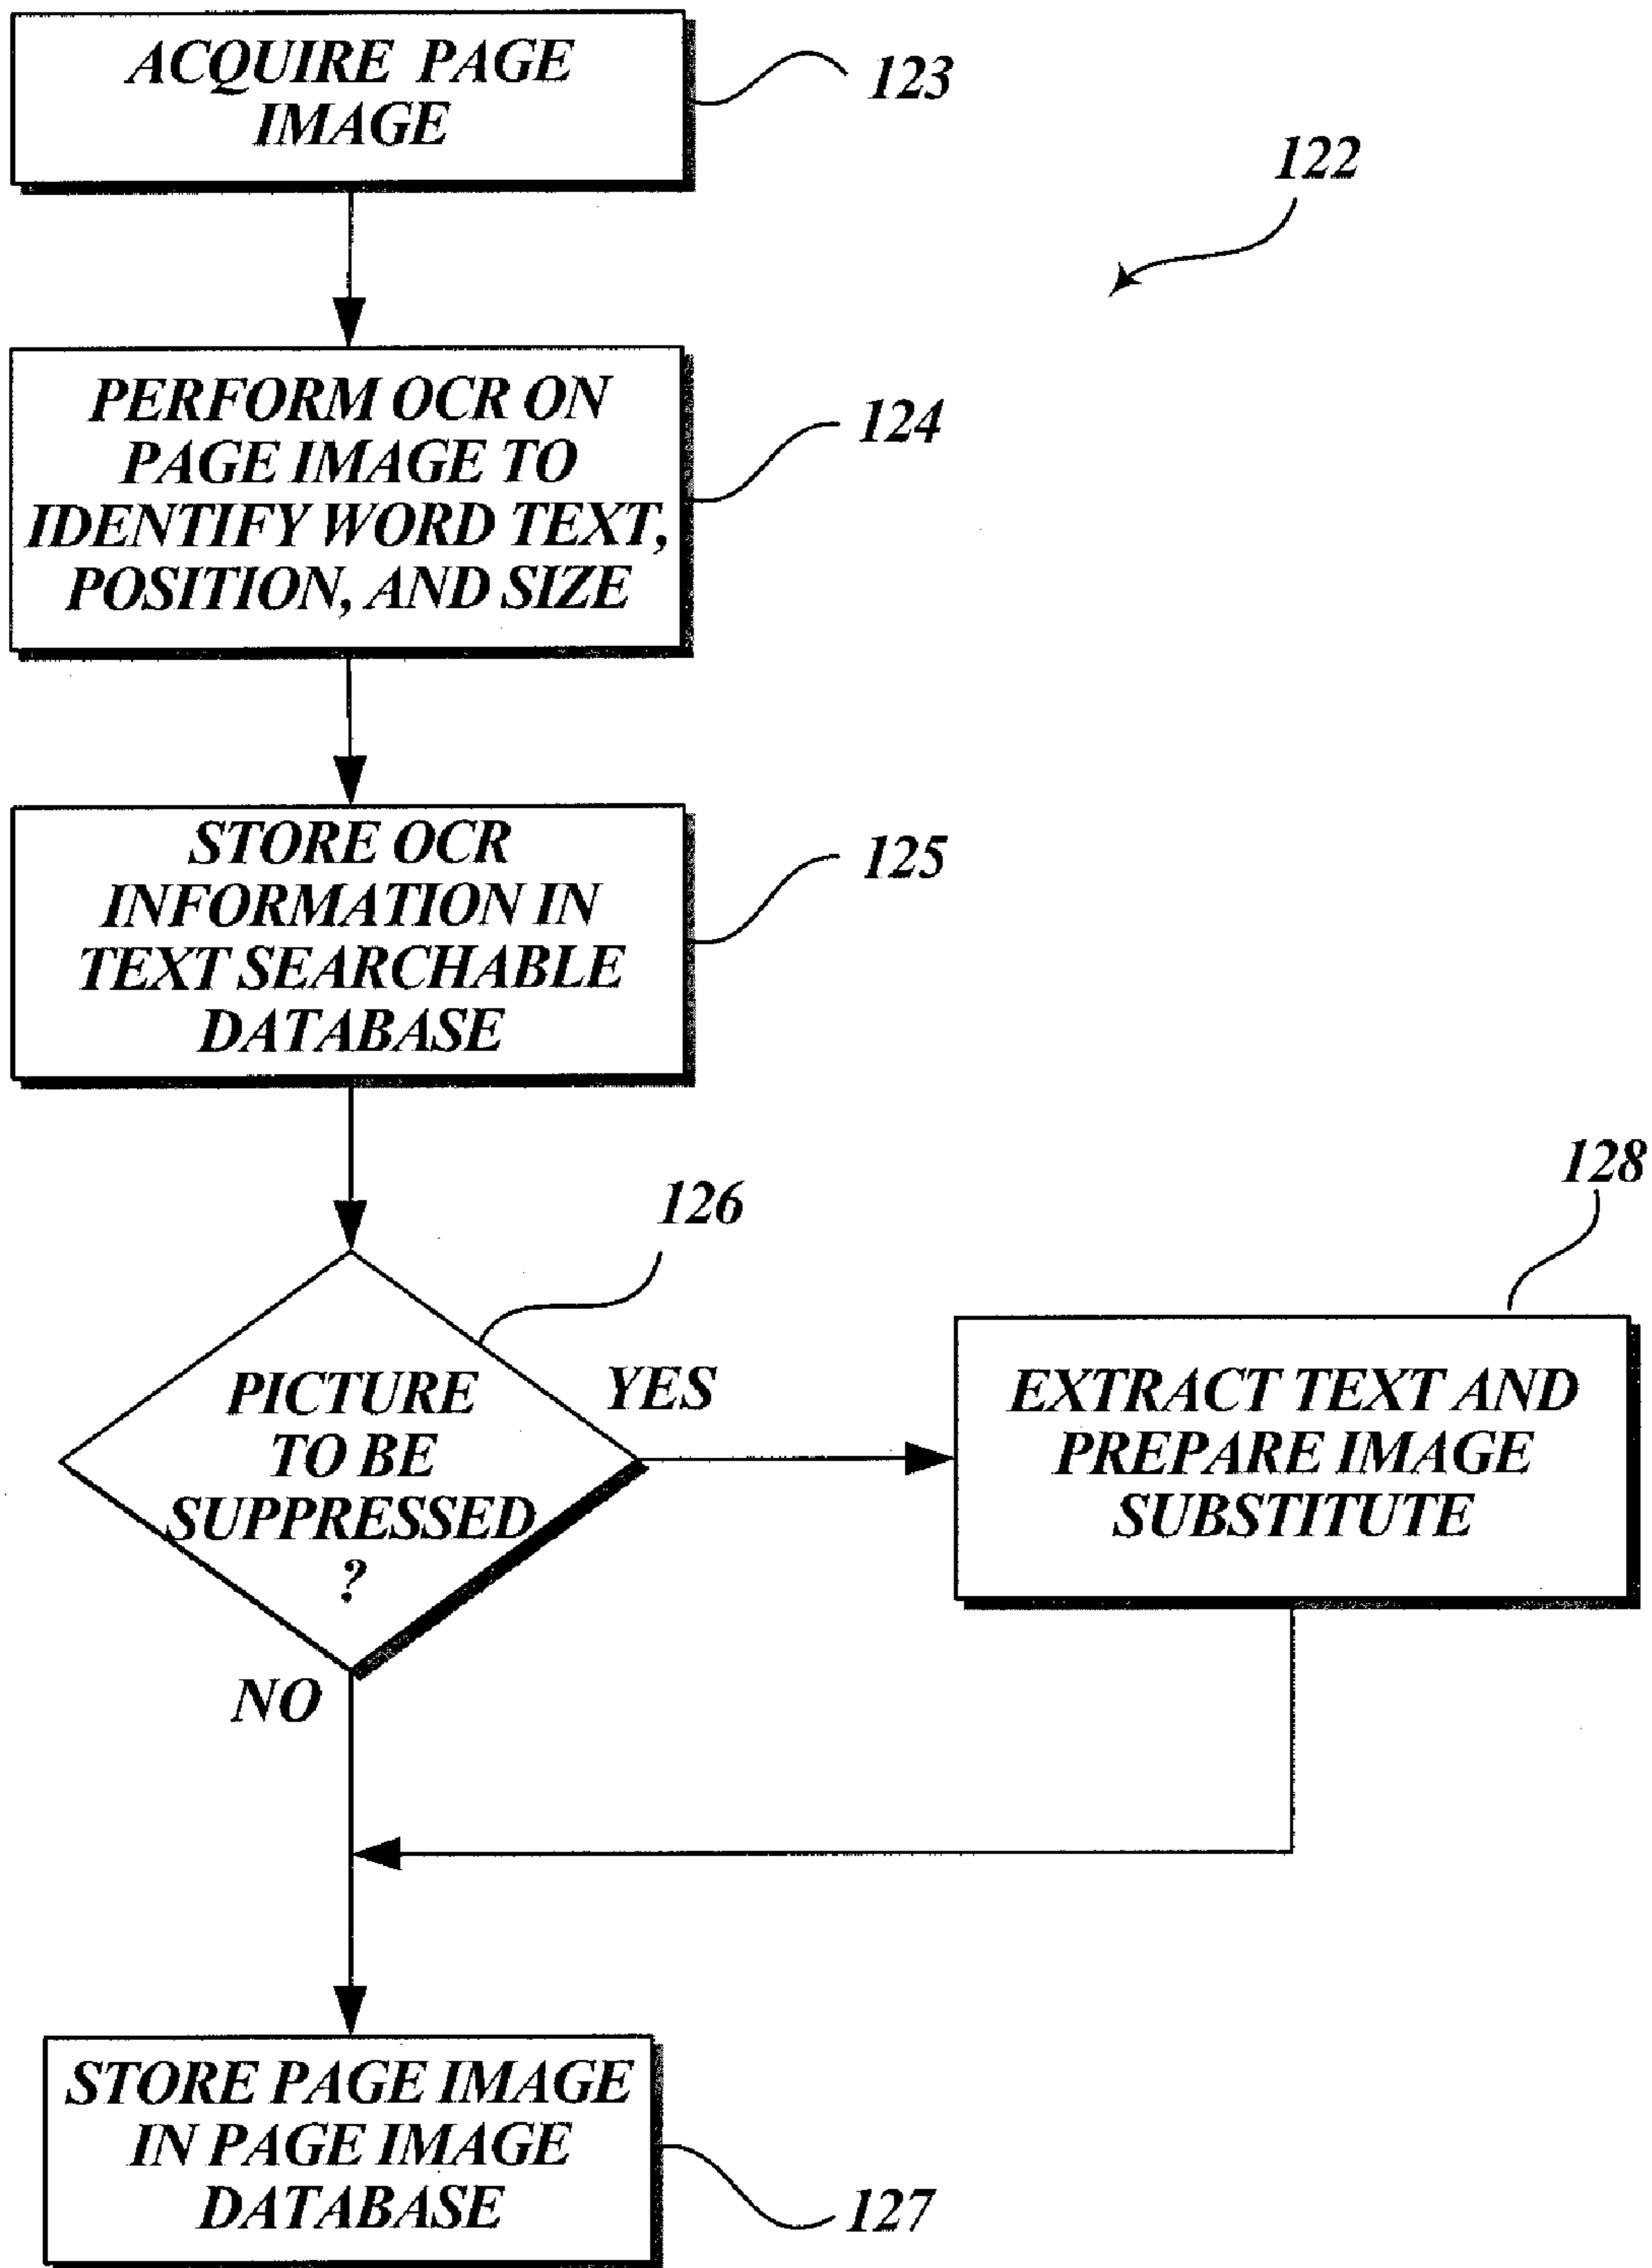 ACQUIRE PAGE
IMAGE
123
122
PERFORM OCR ON
PAGE IMAGE TO
IDENTIFY WORD TEXT,
POSITION, AND SIZE
124
STORE OCR
INFORMATION IN
TEXT SEARCHABLE
DATABASE
125
126
128
PICTURE
TO BE
SUPPRESSED
?
YES
NO
EXTRACT TEXT AND
PREPARE IMAGE
SUBSTITUTE
STORE PAGE IMAGE
IN PAGE IMAGE
DATABASE
127